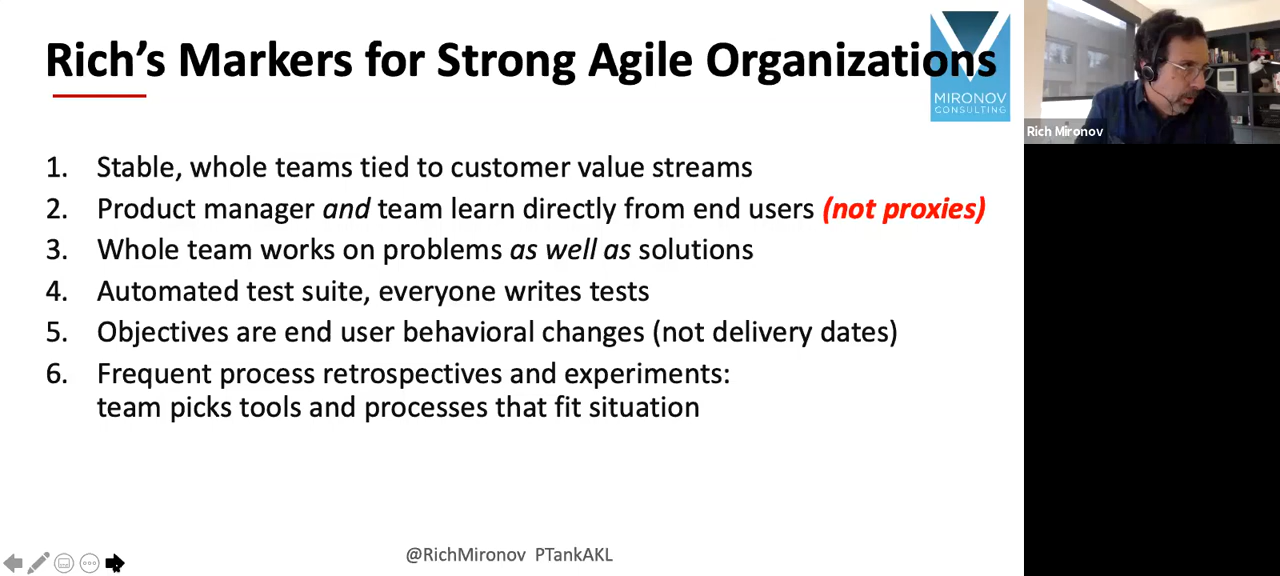 Rich’s Markers for Strong Agile Organizations
MIRONOV
CONSULTING
Rich Mironov
1. Stable, whole teams tied to customer value streams
2. Product manager and team learn directly from end users (not proxies)
3. Whole team works on problems as well as solutions
4. Automated test suite, everyone writes tests
5. Objectives are end user behavioral changes (not delivery dates)
6. Frequent process retrospectives and experiments:
team picks tools and processes that fit situation
@RichMironov PTankAKL